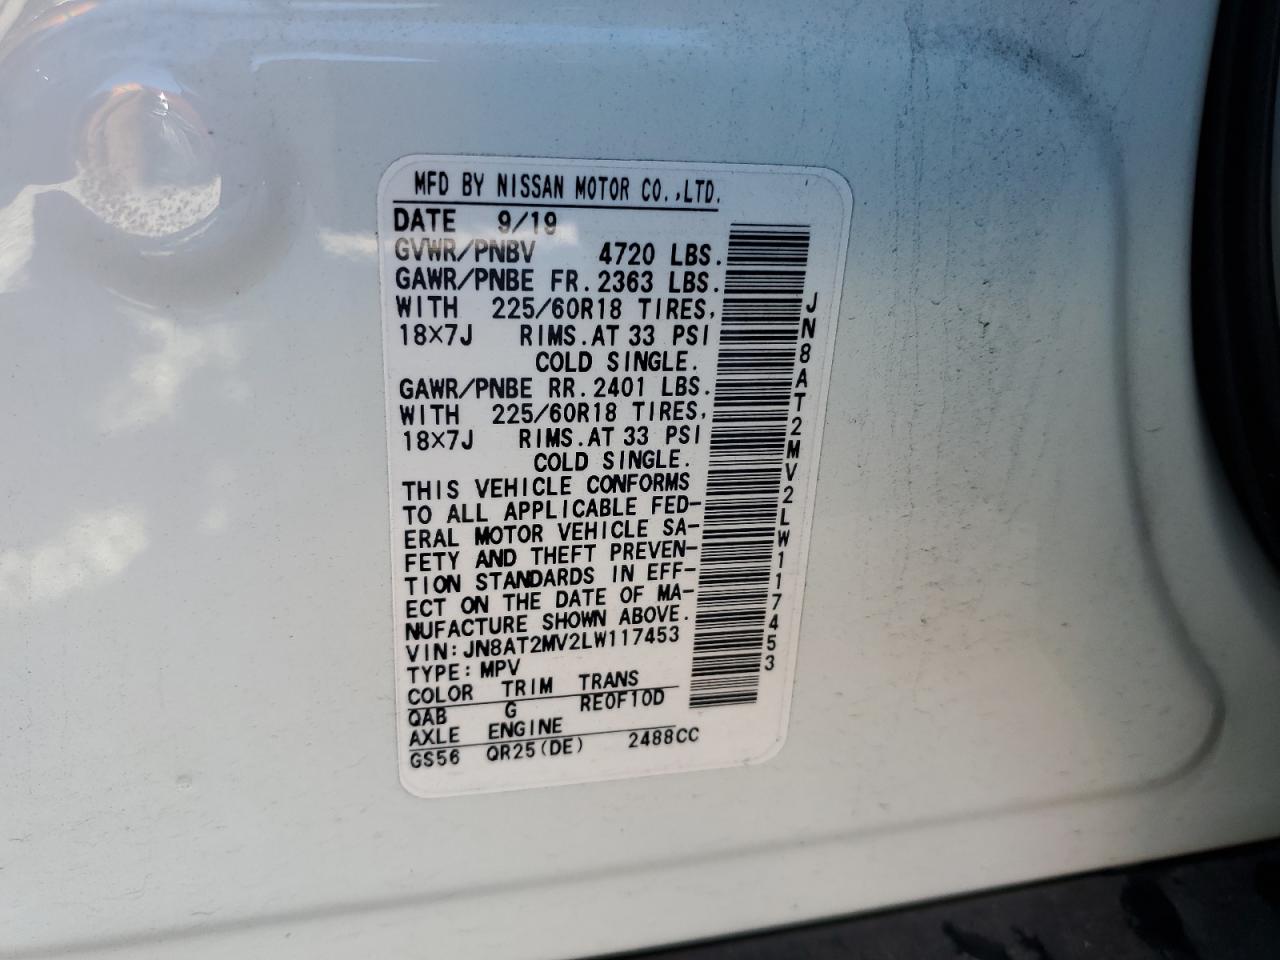 MFD BY NISSAN MOTOR CO.,LTD.
DATE 9/19
GVWR/PNBV 4720 LBS.
GAWR/PNBE FR. 2363 LBS.
WITH 225/60R18 TIRES,
18X7J RIMS.AT 33 PSI
COLD SINGLE.
GAWR/PNBE RR. 2401 LBS.
WITH 225/60R18 TIRES,
18X7J RIMS.AT 33 PSI
COLD SINGLE.
THIS VEHICLE CONFORMS
TO ALL APPLICABLE FED-
ERAL MOTOR VEHICLE SA-
FETY AND THEFT PREVEN-
TION STANDARDS IN EFF-
ECT ON THE DATE OF MA-
NUFACTURE SHOWN ABOVE.
VIN:JN8AT2MV2LW117453
TYPE:MPV
COLOR TRIM TRANS
QAB G RE0F10D
AXLE ENGINE
GS56 QR25(DE) 2488CC
JN8AT2MV2LW117453